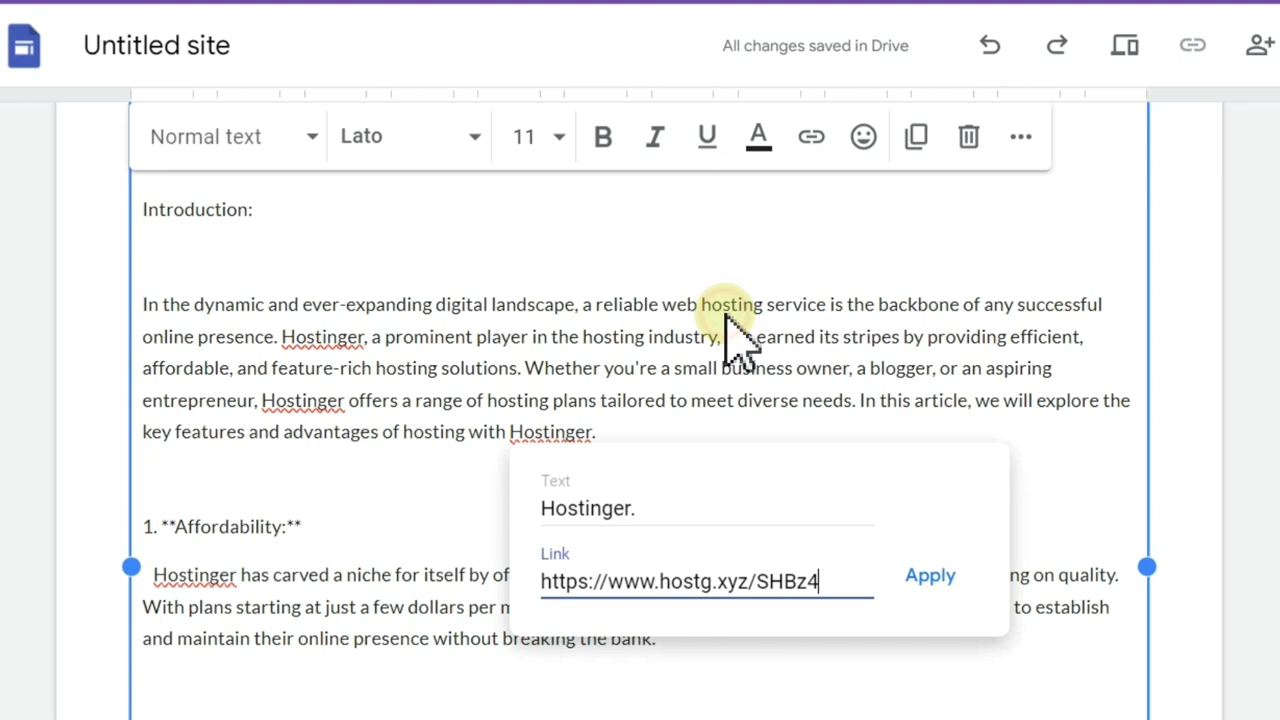 Untitled site
All changes saved in Drive
Normal text
Lato
11
B I U A
Introduction:
In the dynamic and ever-expanding digital landscape, a reliable web hosting service is the backbone of any successful
online presence. Hostinger, a prominent player in the hosting industry, earned its stripes by providing efficient,
affordable, and feature-rich hosting solutions. Whether you're a small business owner, a blogger, or an aspiring
entrepreneur, Hostinger offers a range of hosting plans tailored to meet diverse needs. In this article, we will explore the
key features and advantages of hosting with Hostinger.
Text
Hostinger.
Link
https://www.hostg.xyz/SHBz4
Apply
1. **Affordability:**
Hostinger has carved a niche for itself by of ng on quality.
With plans starting at just a few dollars per m to establish
and maintain their online presence without breaking the bank.